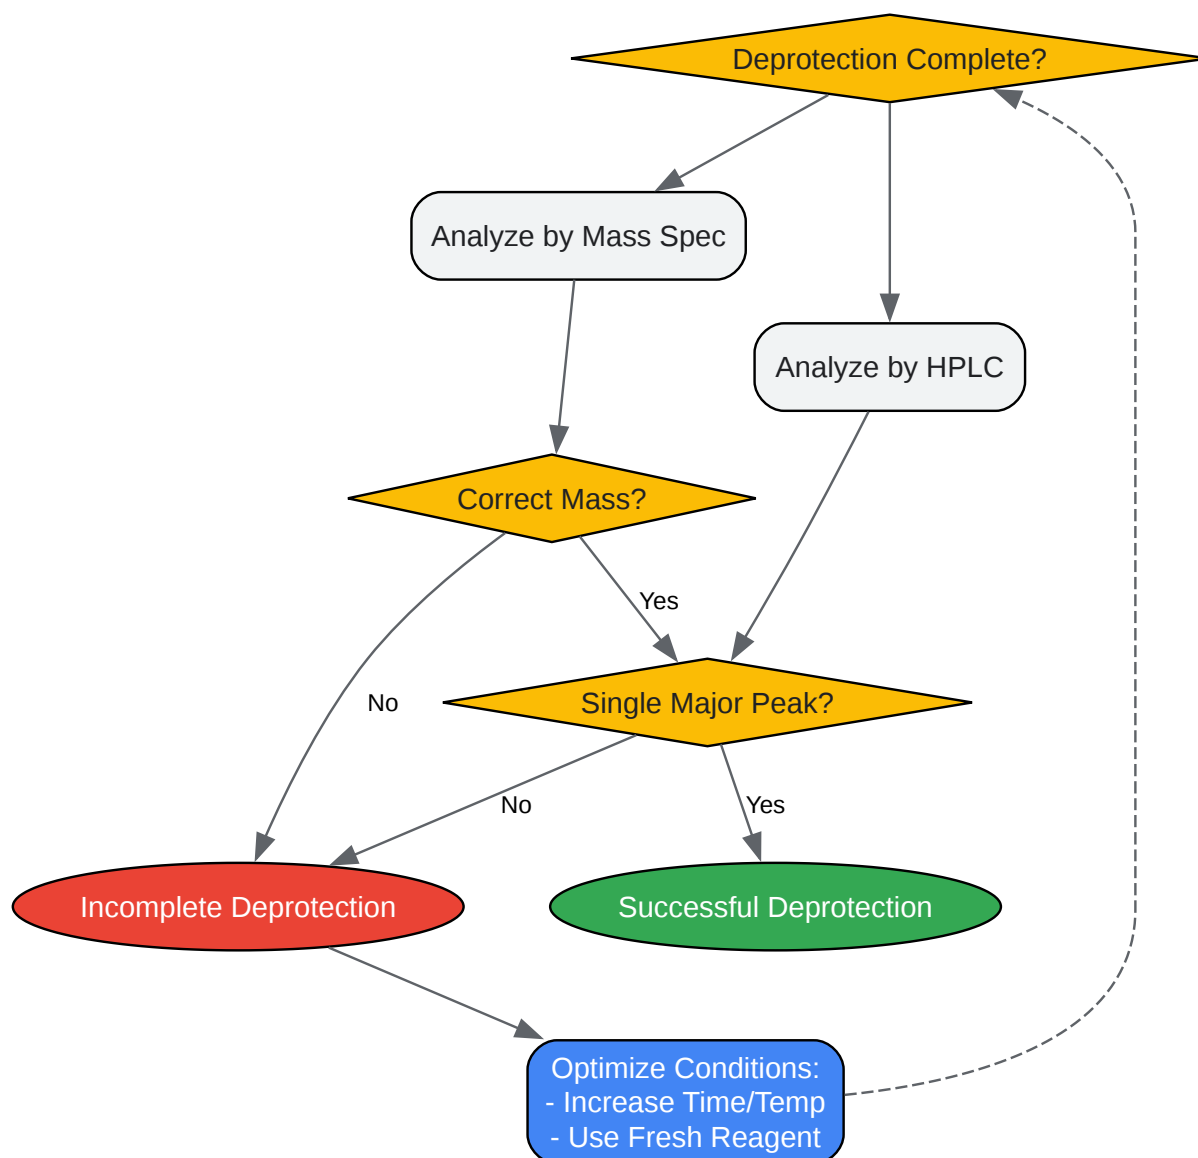 Deprotection Complete?
Analyze by Mass Spec
Analyze by HPLC
Correct Mass?
Yes
Single Major Peak?
No
No
Yes
Incomplete Deprotection
Successful Deprotection
Optimize Conditions:
- Increase Time/Temp
- Use Fresh Reagent